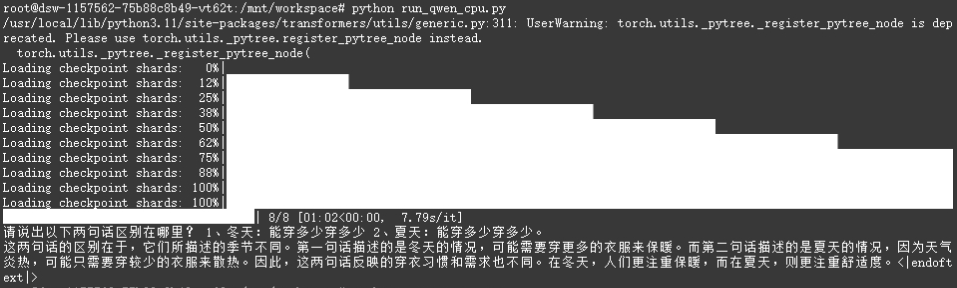 root@dsw-1157562-75b88c8b49-vt62t:/mnt/workspace# python run_qwen_cpu.py
/usr/local/lib/python3.11/site-packages/transformers/utils/generic.py:311: UserWarning: torch.utils._pytree._register_pytree_node is dep
recated. Please use torch.utils._pytree.register_pytree_node instead.
  torch.utils._pytree._register_pytree_node(
Loading checkpoint shards:   0%|
Loading checkpoint shards:  12%|
Loading checkpoint shards:  25%|
Loading checkpoint shards:  38%|
Loading checkpoint shards:  50%|
Loading checkpoint shards:  62%|
Loading checkpoint shards:  75%|
Loading checkpoint shards:  88%|
Loading checkpoint shards: 100%|
Loading checkpoint shards: 100%|
| 8/8 [01:02<00:00,  7.79s/it]
请说出以下两句话区别在哪里？ 1、冬天：能穿多少穿多少 2、夏天：能穿多少穿多少。
这两句话的区别在于，它们所描述的季节不同。第一句话描述的是冬天的情况，可能需要穿更多的衣服来保暖。而第二句话描述的是夏天的情况，因为天气
炎热，可能只需要穿较少的衣服来散热。因此，这两句话反映的穿衣习惯和需求也不同。在冬天，人们更注重保暖，而在夏天，则更注重舒适度。<|endoft
ext|>